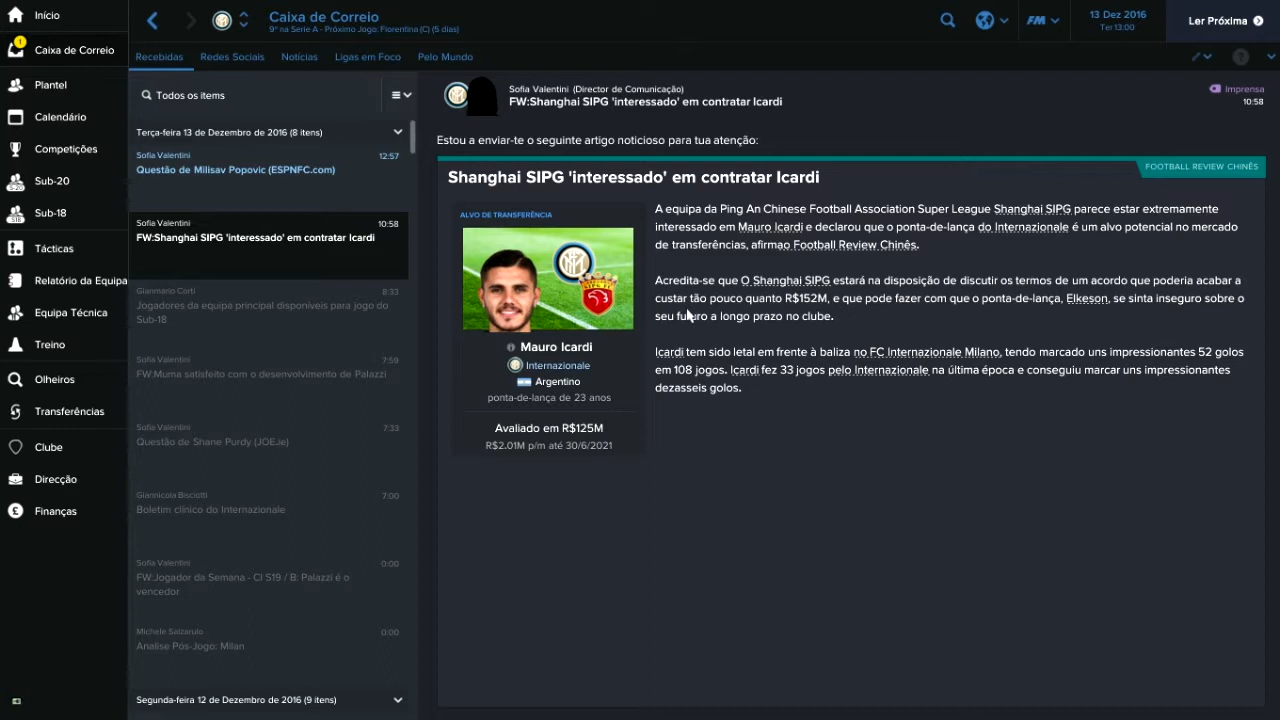 Início
1
Caixa de Correio
Plantel
Calendário
Competições
S20
Sub-20
S18
Sub-18
Tácticas
Relatório da Equipa
Equipa Técnica
Treino
Olheiros
Transferências
Clube
Direcção
Finanças
Caixa de Correio
9º na Serie A - Próximo Jogo: Fiorentina (C) (5 dias)
FM
13 Dez 2016
Ter 13:00
Ler Próxima
Recebidas
Redes Sociais
Notícias
Ligas em Foco
Pelo Mundo
Todos os items
Terça-feira 13 de Dezembro de 2016 (8 itens)
Sofia Valentini 12:57
Questão de Milisav Popovic (ESPNFC.com)
Sofia Valentini 10:58
FW:Shanghai SIPG 'interessado' em contratar Icardi
Gianmario Corti 8:33
Jogadores da equipa principal disponíveis para jogo do
Sub-18
Sofia Valentini 7:59
FW:Muma satisfeito com o desenvolvimento de Palazzi
Sofia Valentini 7:33
Questão de Shane Purdy (JOE.ie)
Giannicola Bisciotti 7:00
Boletim clínico do Internazionale
Sofia Valentini 0:00
FW:Jogador da Semana - CI S19 / B: Palazzi é o
vencedor
Michele Salzarulo 0:00
Analise Pós-Jogo: Milan
Segunda-feira 12 de Dezembro de 2016 (9 itens)
Sofia Valentini (Director de Comunicação)
FW:Shanghai SIPG 'interessado' em contratar Icardi
Imprensa
10:58
Estou a enviar-te o seguinte artigo noticioso para tua atenção:
FOOTBALL REVIEW CHINÊS
Shanghai SIPG 'interessado' em contratar Icardi
ALVO DE TRANSFERÊNCIA
Mauro Icardi
Internazionale
Argentino
ponta-de-lança de 23 anos
Avaliado em R$125M
R$2.01M p/m até 30/6/2021
A equipa da Ping An Chinese Football Association Super League Shanghai SIPG parece estar extremamente
interessado em Mauro Icardi e declarou que o ponta-de-lança do Internazionale é um alvo potencial no mercado
de transferências, afirmao Football Review Chinês.
Acredita-se que O Shanghai SIPG estará na disposição de discutir os termos de um acordo que poderia acabar a
custar tão pouco quanto R$152M, e que pode fazer com que o ponta-de-lança, Elkeson, se sinta inseguro sobre o
seu futuro a longo prazo no clube.
Icardi tem sido letal em frente à baliza no FC Internazionale Milano, tendo marcado uns impressionantes 52 golos
em 108 jogos. Icardi fez 33 jogos pelo Internazionale na última época e conseguiu marcar uns impressionantes
dezasseis golos.